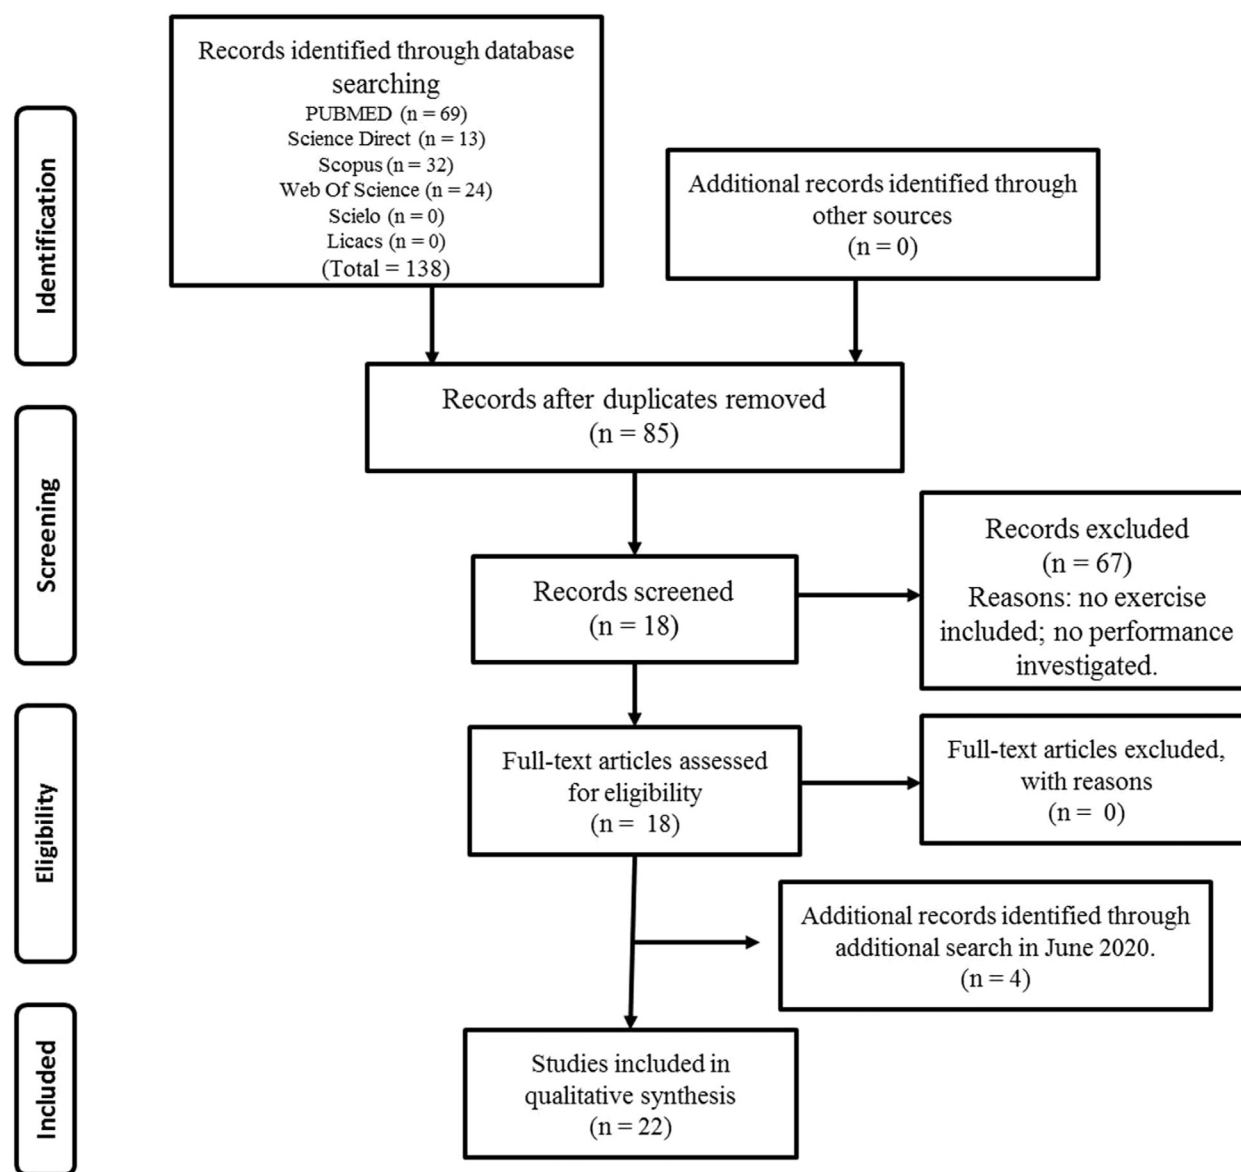 Identification
Records identified through database
searching
PUBMED (n = 69)
Science Direct (n = 13)
Scopus (n = 32)
Web Of Science (n = 24)
Scielo (n = 0)
Licacs (n = 0)
(Total = 138)
Additional records identified through
other sources
(n = 0)
Screening
Records after duplicates removed
(n = 85)
Records screened
(n = 18)
Records excluded
(n = 67)
Reasons: no exercise
included; no performance
investigated.
Eligibility
Full-text articles assessed
for eligibility
(n = 18)
Full-text articles excluded,
with reasons
(n = 0)
Additional records identified through
additional search in June 2020.
(n = 4)
Included
Studies included in
qualitative synthesis
(n = 22)